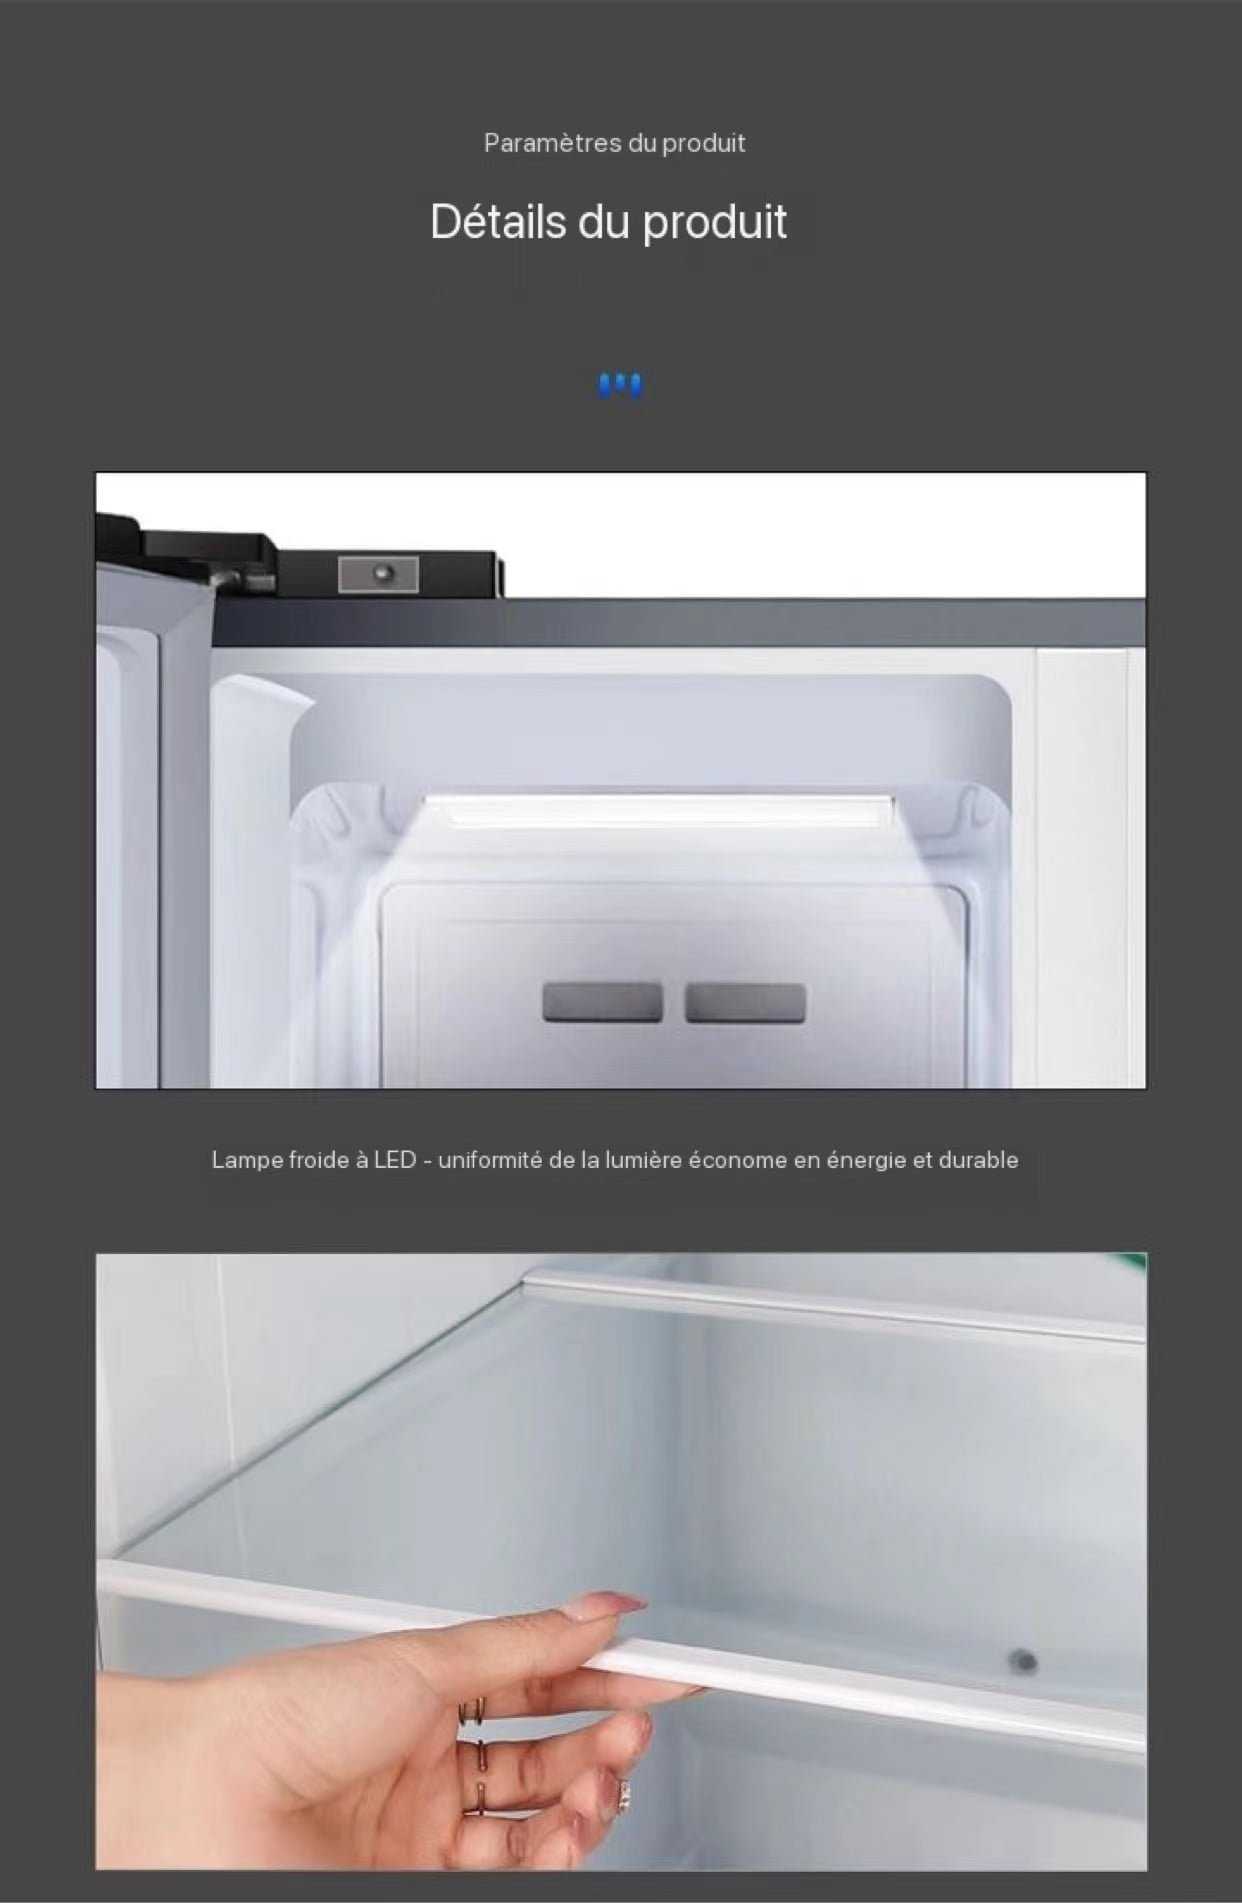 Paramètres du produit
Détails du produit
Lampe froide à LED - uniformité de la lumière économe en énergie et durable